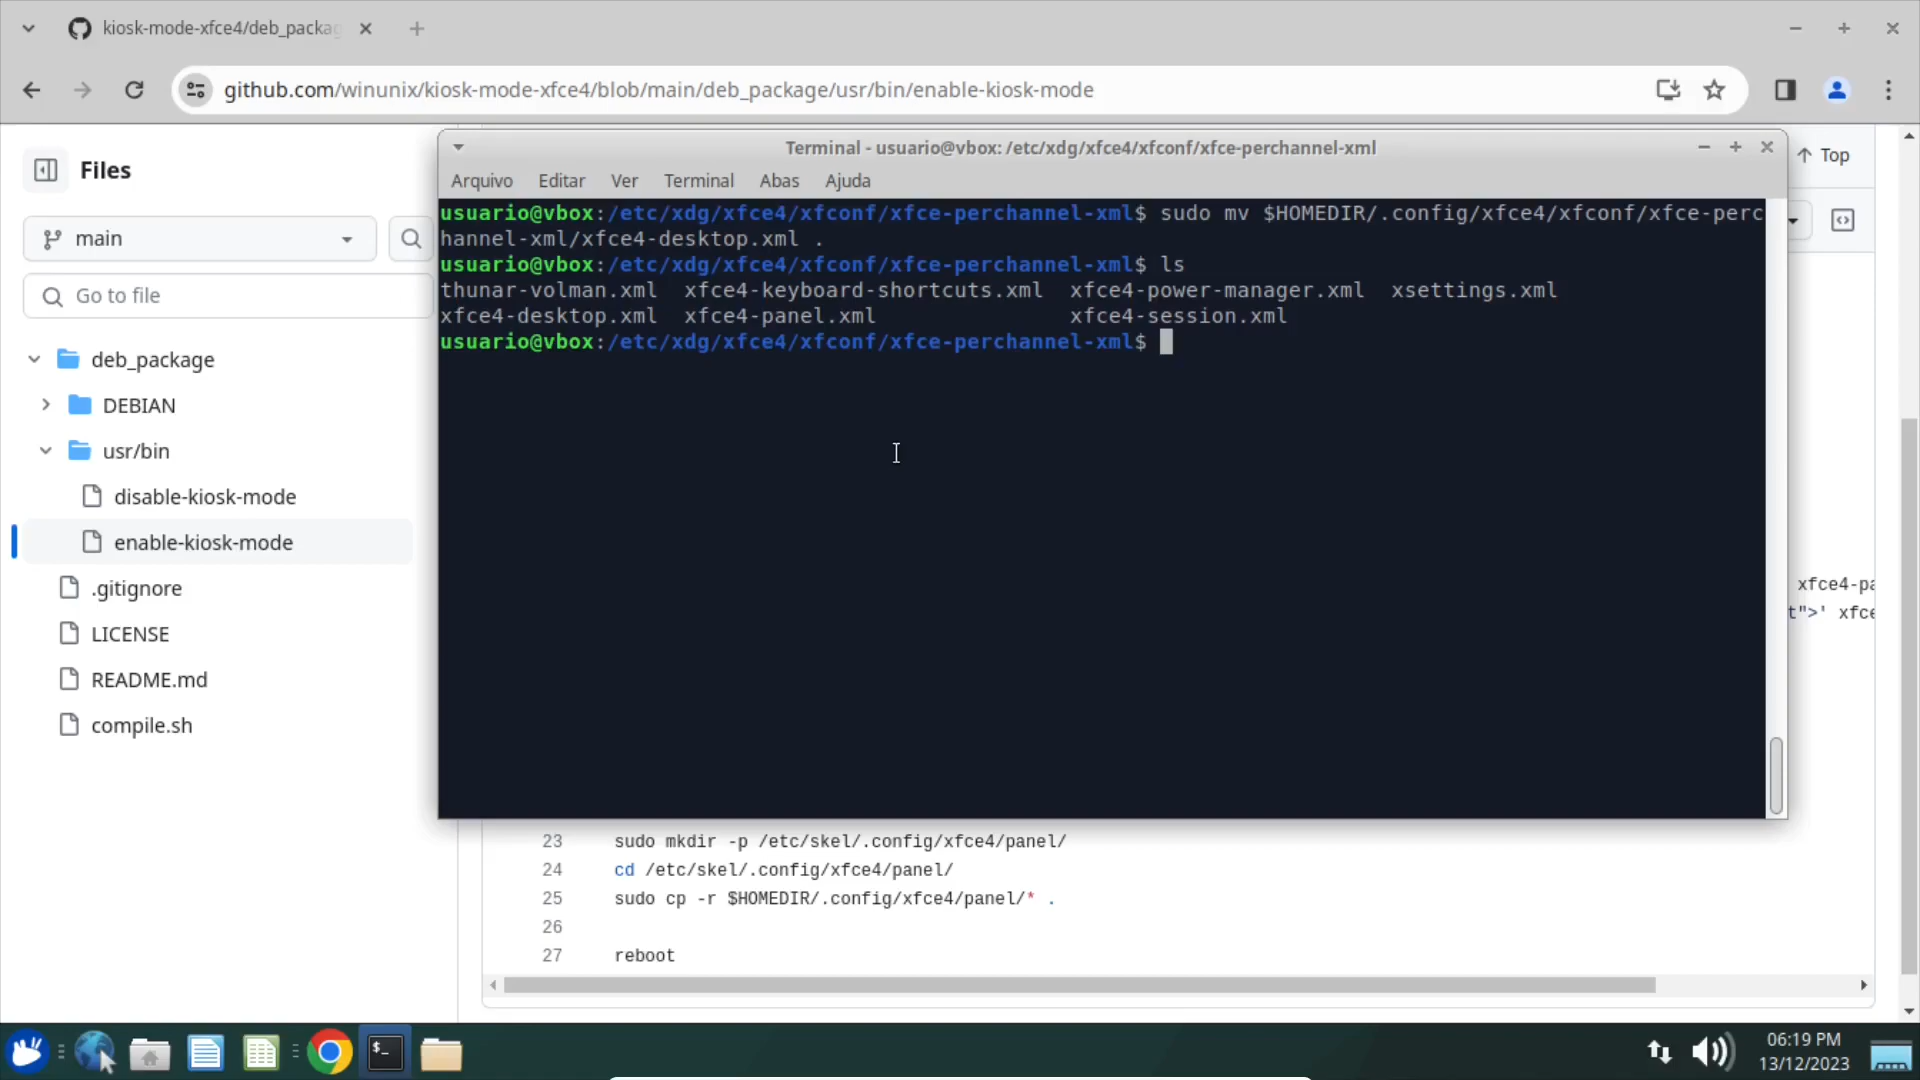 kiosk-mode-xfce4/deb_packag
github.com/winunix/kiosk-mode-xfce4/blob/main/deb_package/usr/bin/enable-kiosk-mode
Files
main
Go to file
deb_package
DEBIAN
usr/bin
disable-kiosk-mode
enable-kiosk-mode
.gitignore
LICENSE
README.md
compile.sh
Top
Terminal - usuario@vbox: /etc/xdg/xfce4/xfconf/xfce-perchannel-xml
Arquivo Editar Ver Terminal Abas Ajuda
usuario@vbox:/etc/xdg/xfce4/xfconf/xfce-perchannel-xml$ sudo mv $HOMEDIR/.config/xfce4/xfconf/xfce-perc
hannel-xml/xfce4-desktop.xml .
usuario@vbox:/etc/xdg/xfce4/xfconf/xfce-perchannel-xml$ ls
thunar-volman.xml xfce4-keyboard-shortcuts.xml xfce4-power-manager.xml xsettings.xml
xfce4-desktop.xml xfce4-panel.xml xfce4-session.xml
usuario@vbox:/etc/xdg/xfce4/xfconf/xfce-perchannel-xml$
xfce4-pa
t">' xfce
23 sudo mkdir -p /etc/skel/.config/xfce4/panel/
24 cd /etc/skel/.config/xfce4/panel/
25 sudo cp -r $HOMEDIR/.config/xfce4/panel/* .
26
27 reboot
06:19 PM
13/12/2023